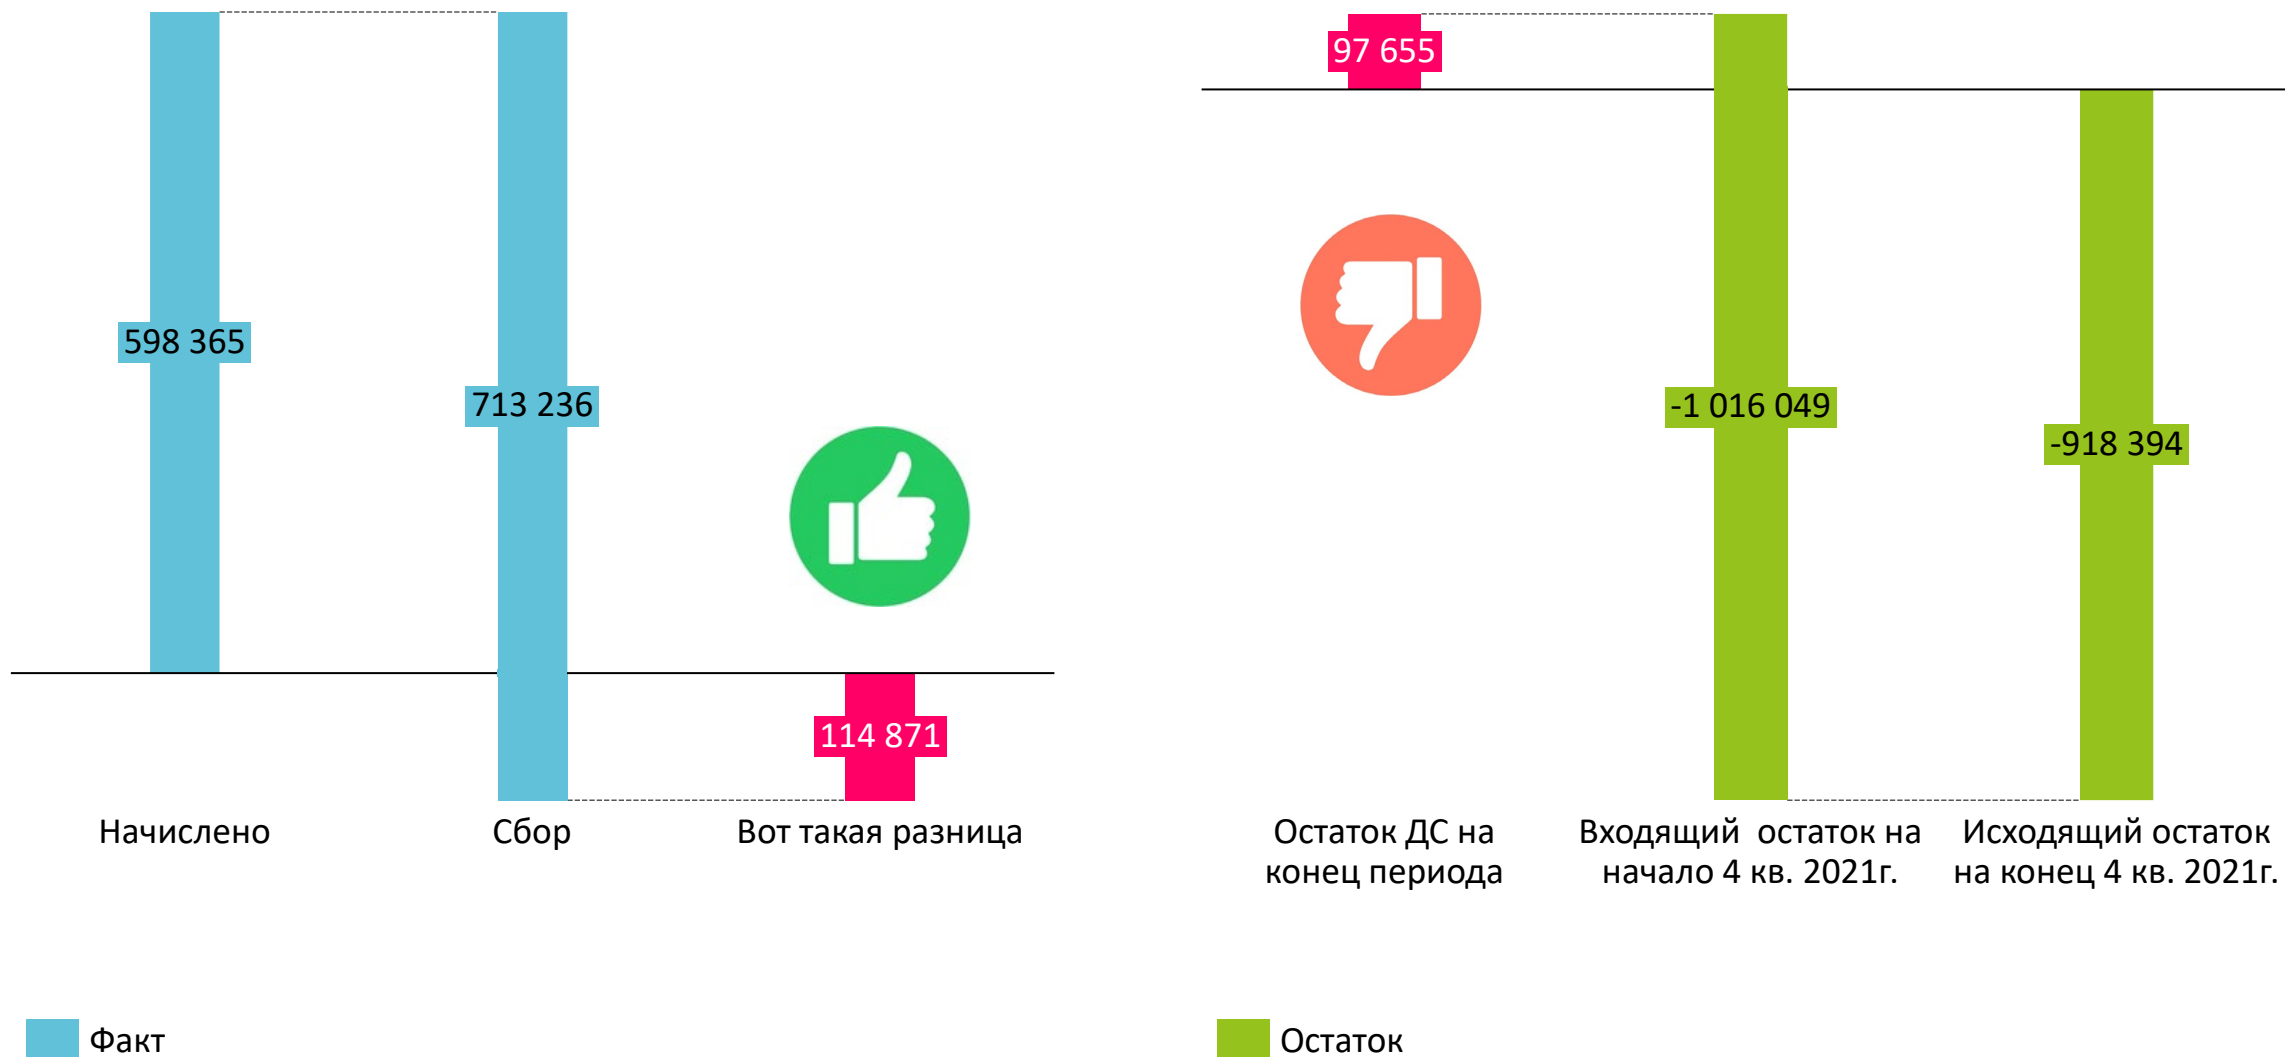 598 365
713 236
114 871
Начислено
Сбор
Вот такая разница
Факт
97 655
-1 016 049
-918 394
Остаток ДС на
конец периода
Входящий  остаток на
начало 4 кв. 2021г.
Исходящий остаток
на конец 4 кв. 2021г.
Остаток